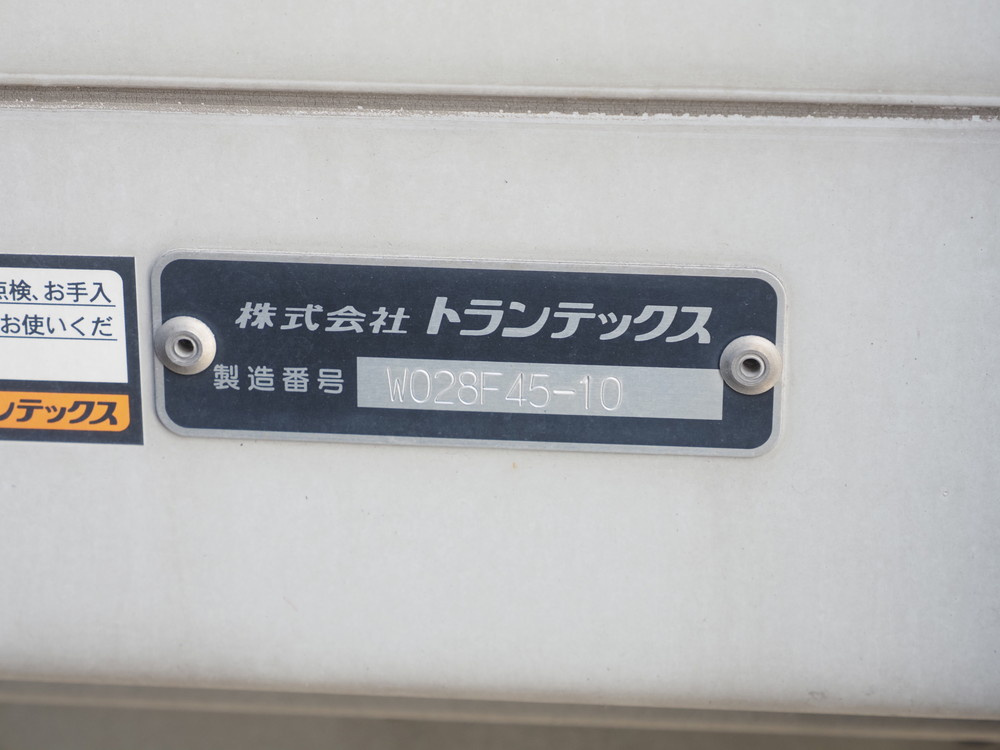 点検、お手入
お使いくだ
ンテックス
株式会社 トランテックス
製造番号 W028F45-10